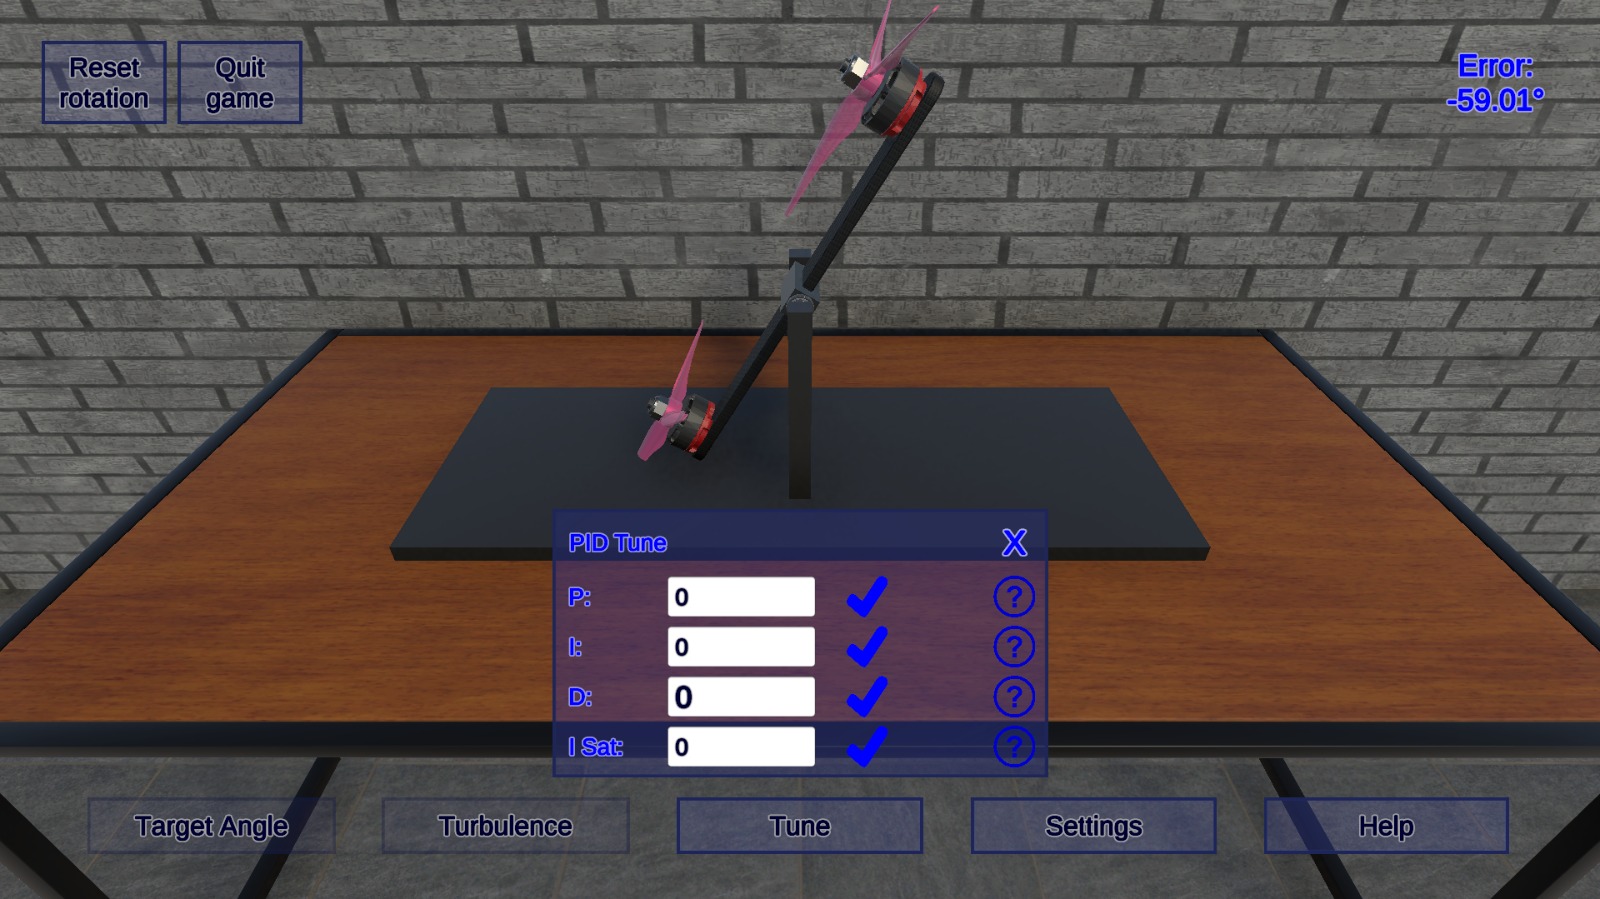 Reset
rotation
Quit
game
Error:
-59.01°
PID Tune
X
P:
0
?
I:
0
?
D:
0
?
I Sat:
0
?
Target Angle
Turbulence
Tune
Settings
Help